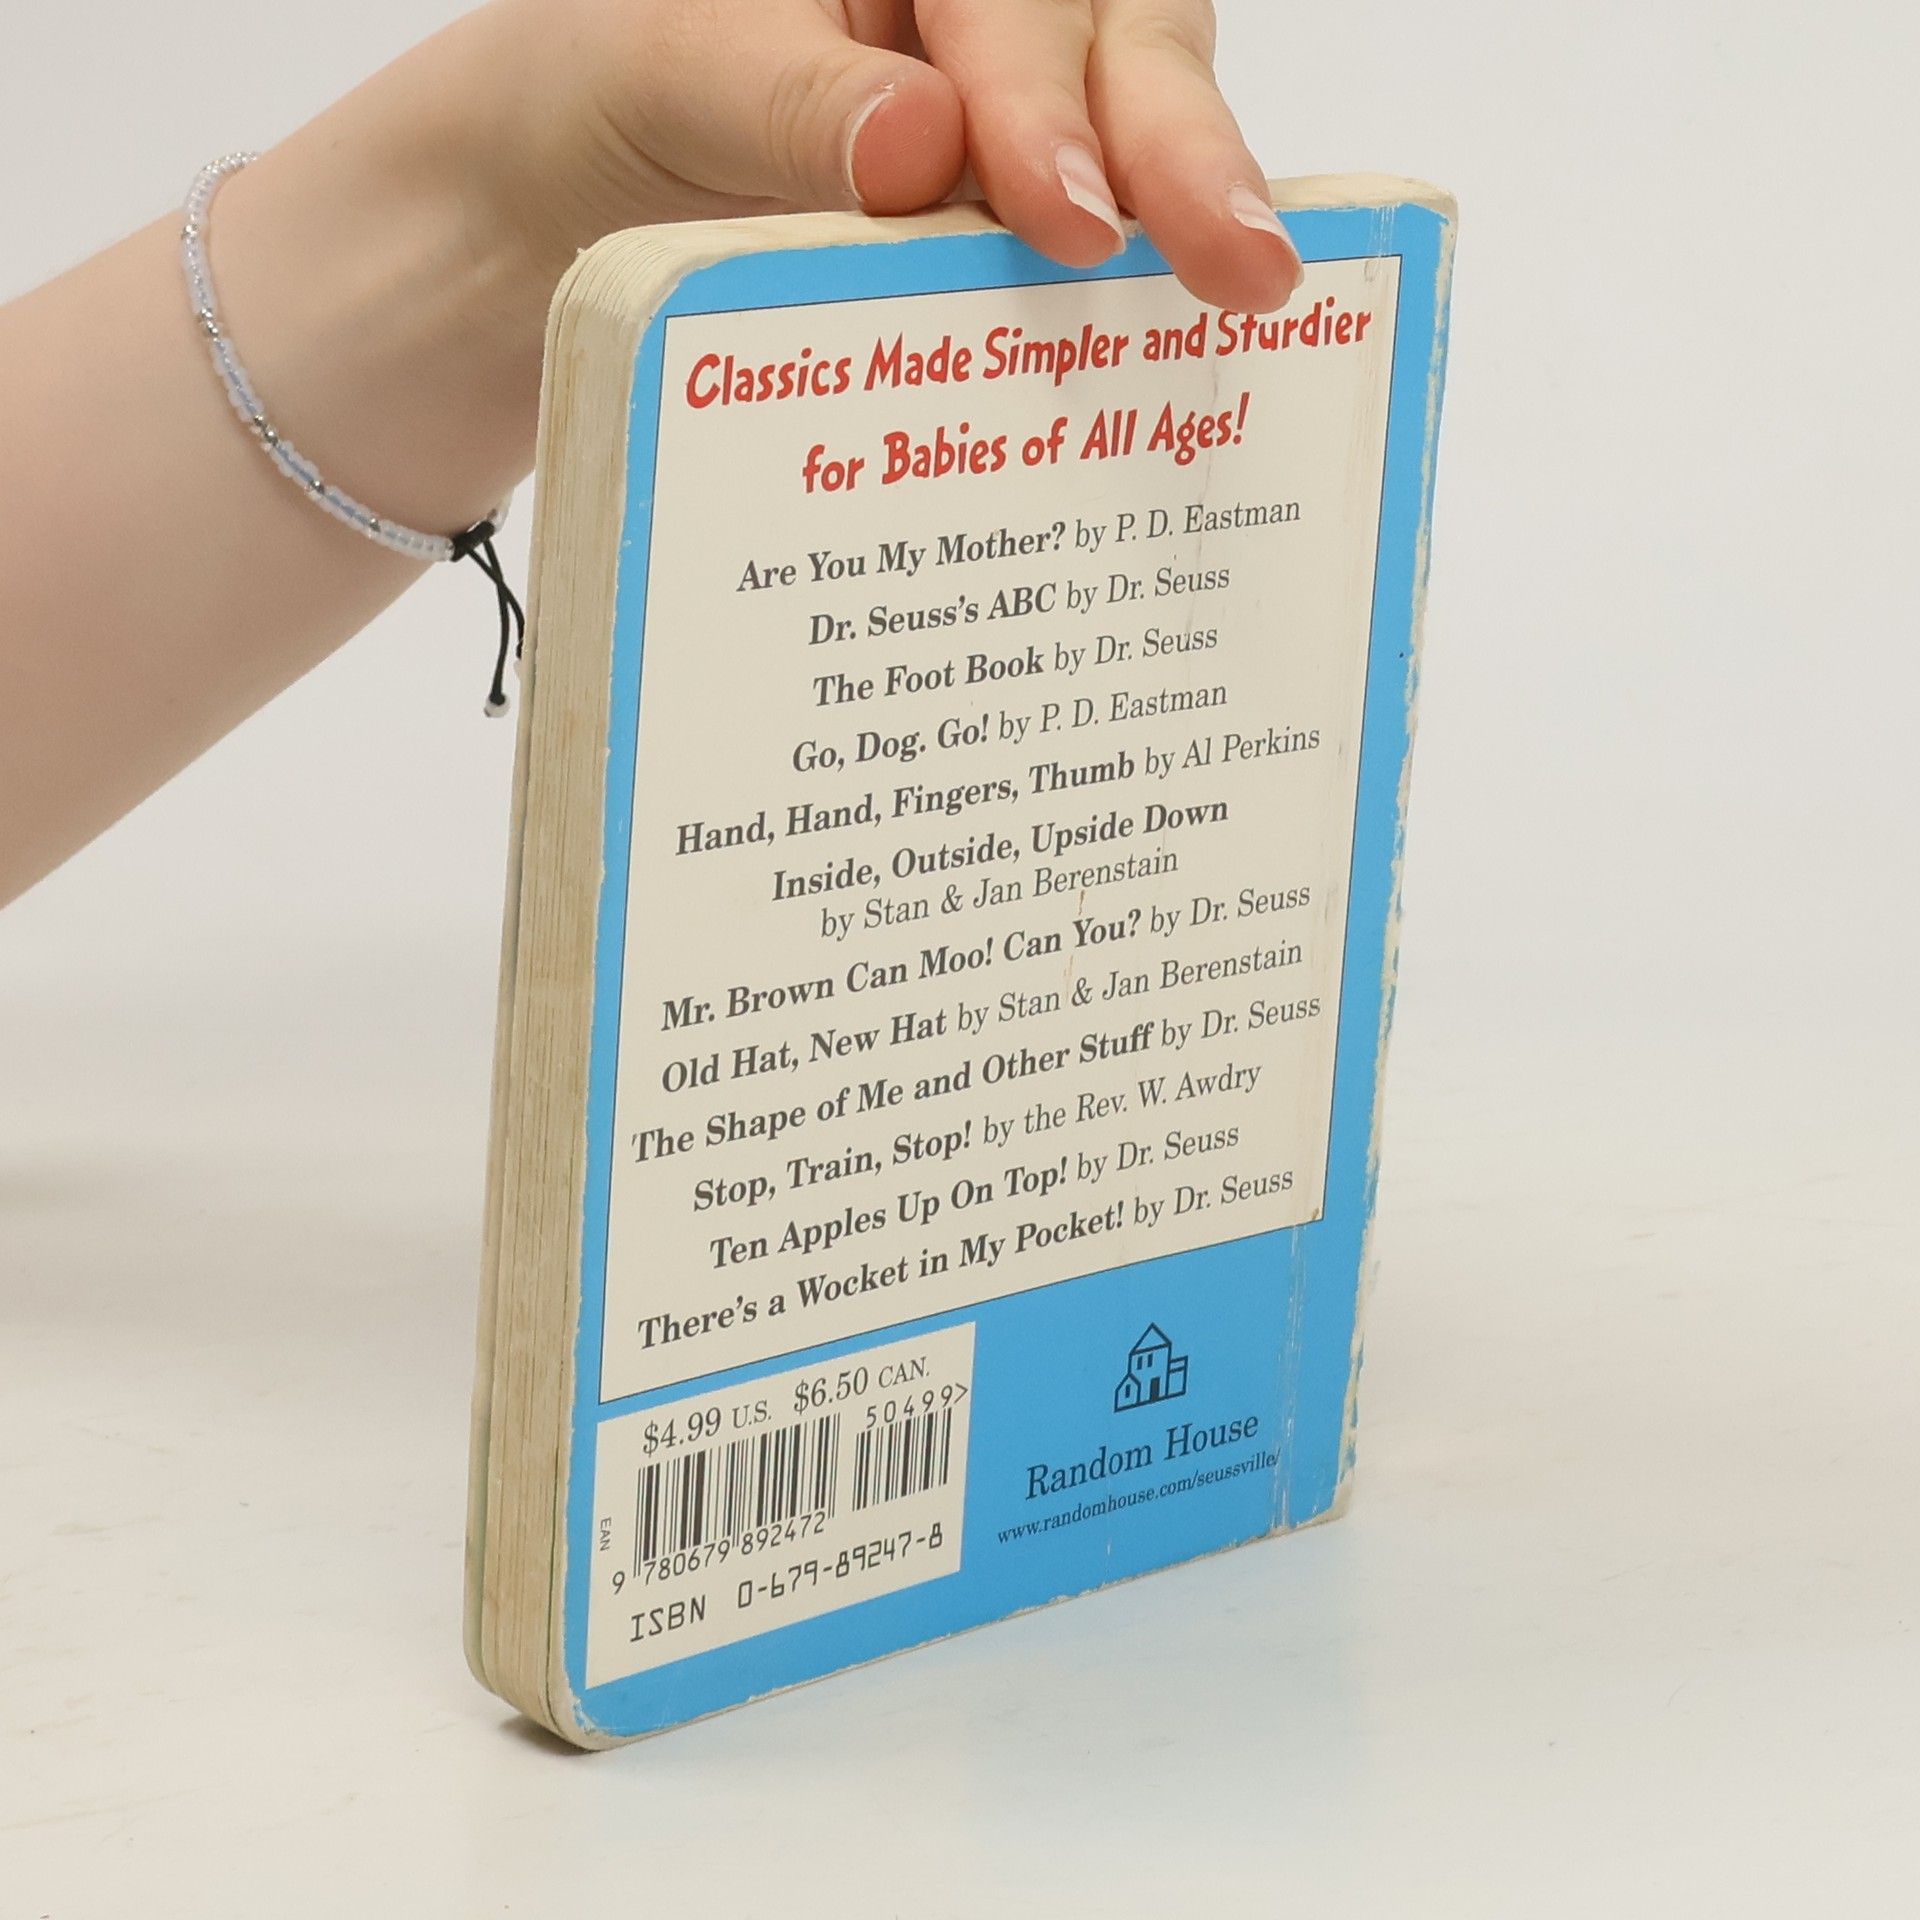 Classics Made Simpler and Sturdier
for Babies of All Ages!
Are You My Mother? by P. D. Eastman
Dr. Seuss's ABC by Dr. Seuss
The Foot Book by Dr. Seuss
Go, Dog. Go! by P. D. Eastman
Hand, Hand, Fingers, Thumb by Al Perkins
Inside, Outside, Upside Down
by Stan & Jan Berenstain
Mr. Brown Can Moo! Can You? by Dr. Seuss
Old Hat, New Hat by Stan & Jan Berenstain
The Shape of Me and Other Stuff by Dr. Seuss
Stop, Train, Stop! by the Rev. W. Awdry
Ten Apples Up On Top! by Dr. Seuss
There's a Wocket in My Pocket! by Dr. Seuss
$4.99 U.S. $6.50 CAN.
50499>
EAN
9 780679 892472
ISBN 0-679-89247-8
Random House
www.randomhouse.com/seussville/